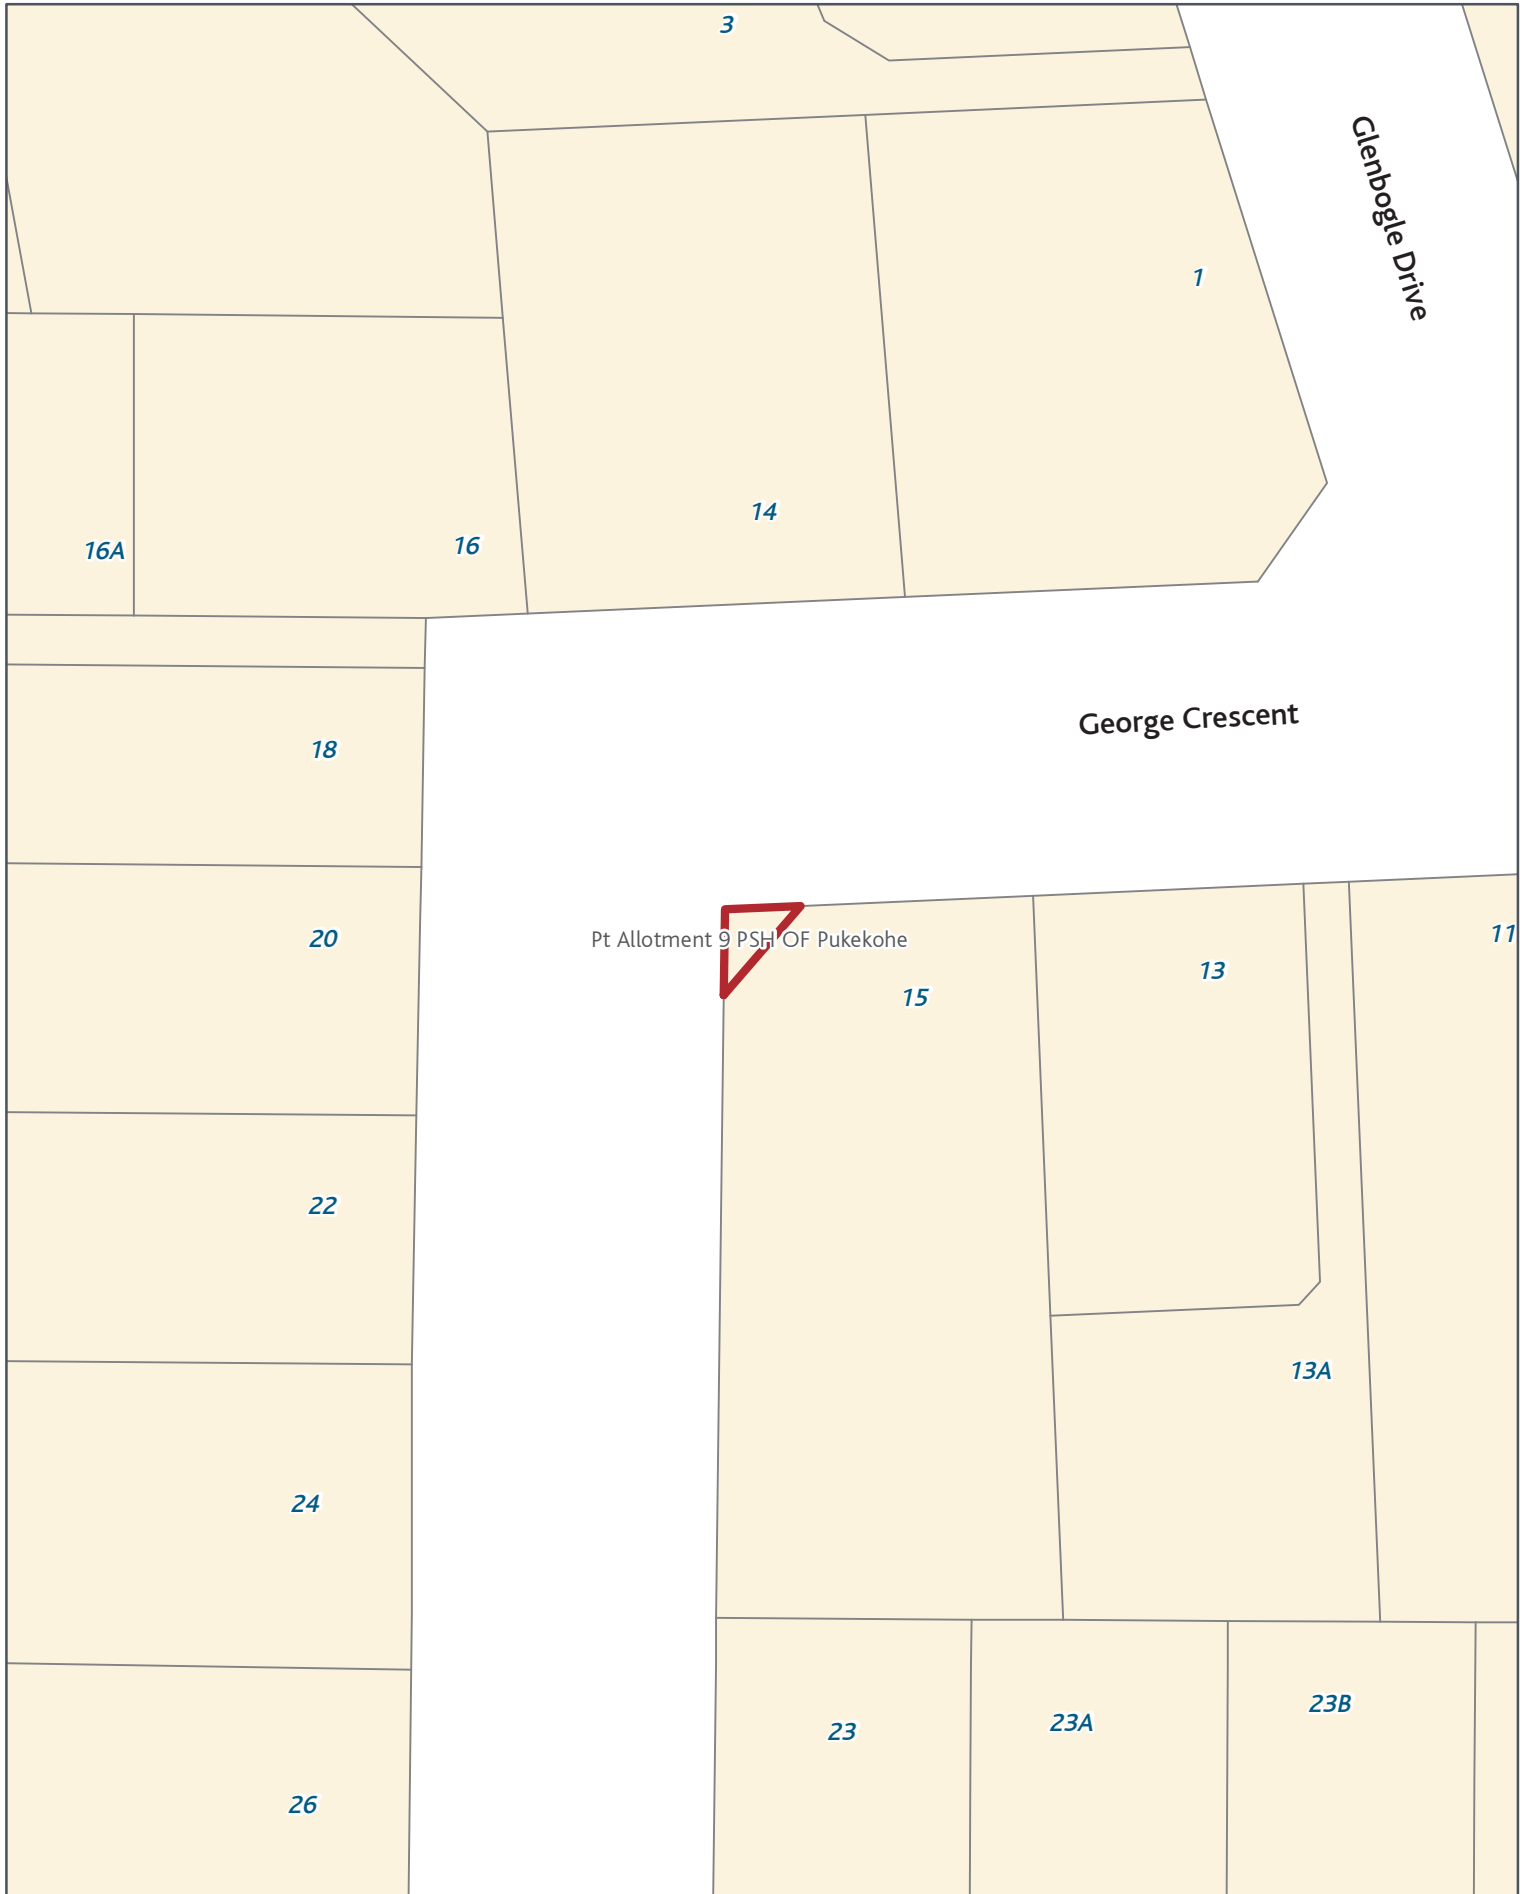 3
Glenbogle Drive
1
14
16
16A
George Crescent
18
20
Pt Allotment 9 PSH OF Pukekohe
11
13
15
22
13A
24
23B
23A
23
26